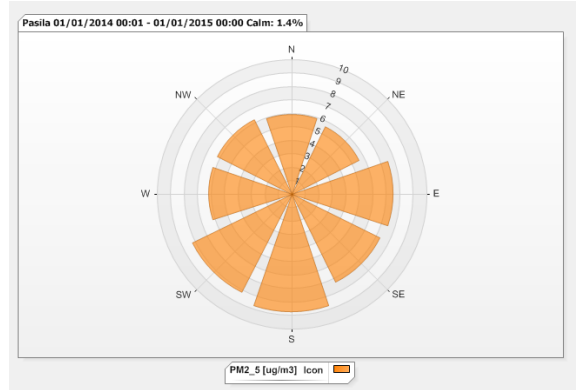 Pasila 01/01/2014 00:01 - 01/01/2015 00:00 Calm: 1.4%
N
10
9
NW
8
NE
7
6
5
4
3
2
1
W
E
SW
SE
S
PM2_5 [ug/m3] Icon